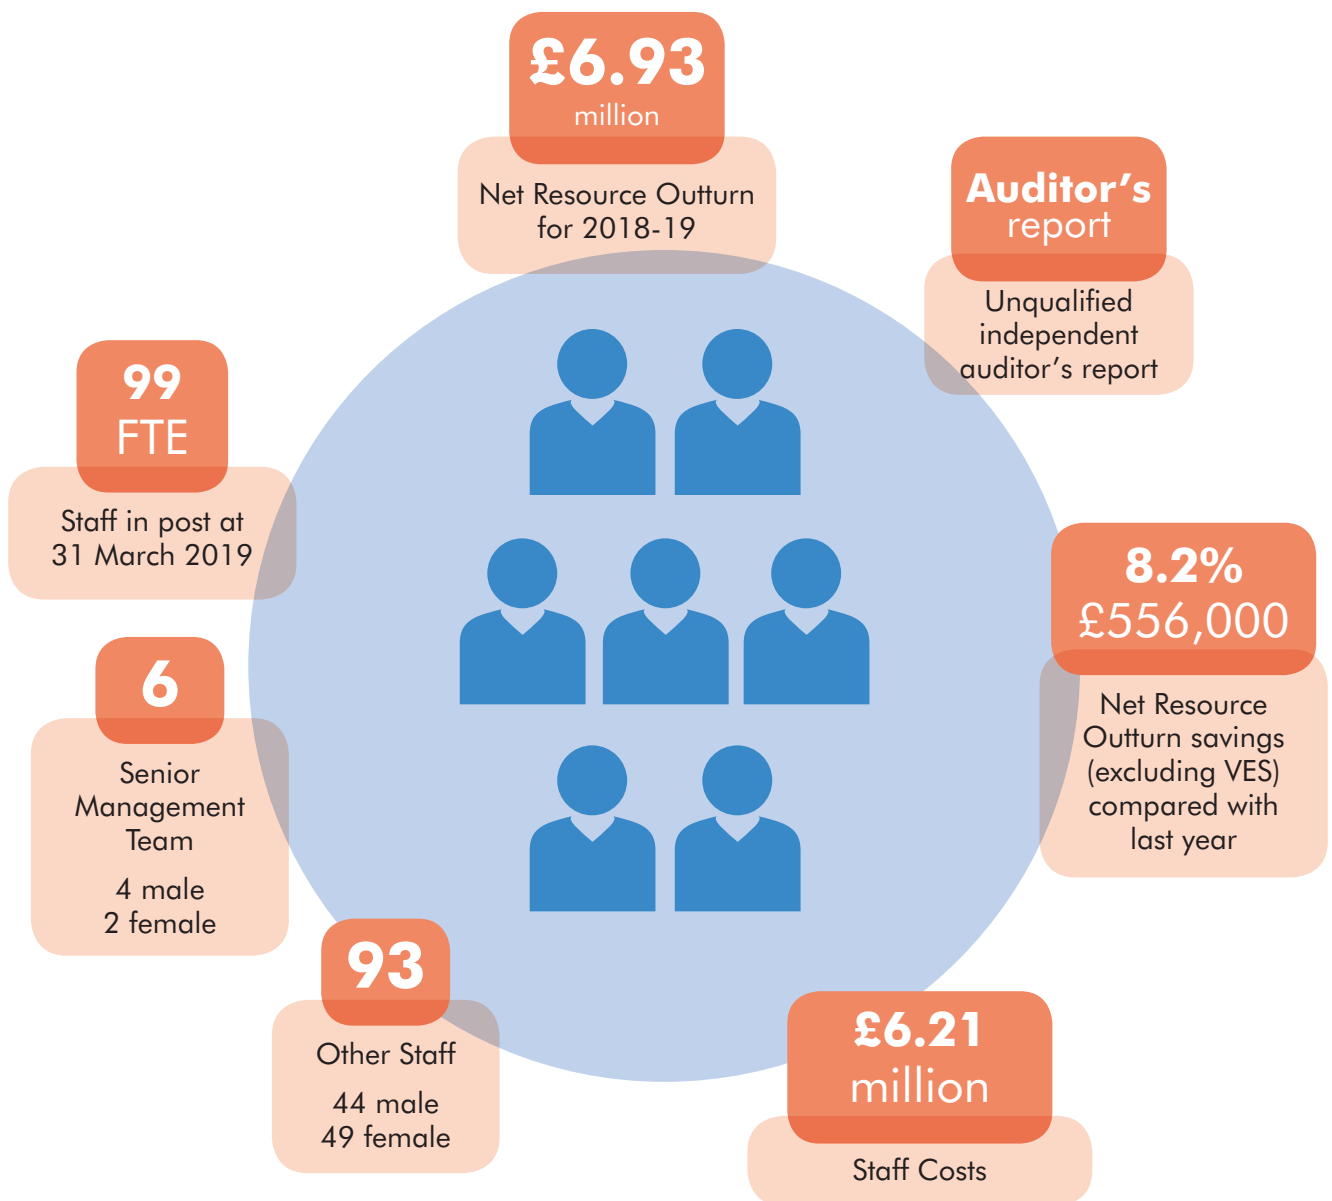 £6.93
million
Net Resource Outturn
for 2018-19
Auditor’s
report
Unqualified
independent
auditor’s report
99
FTE
Staff in post at
31 March 2019
8.2%
£556,000
Net Resource
Outturn savings
(excluding VES)
compared with
last year
6
Senior
Management
Team
4 male
2 female
93
Other Staff
44 male
49 female
£6.21
million
Staff Costs